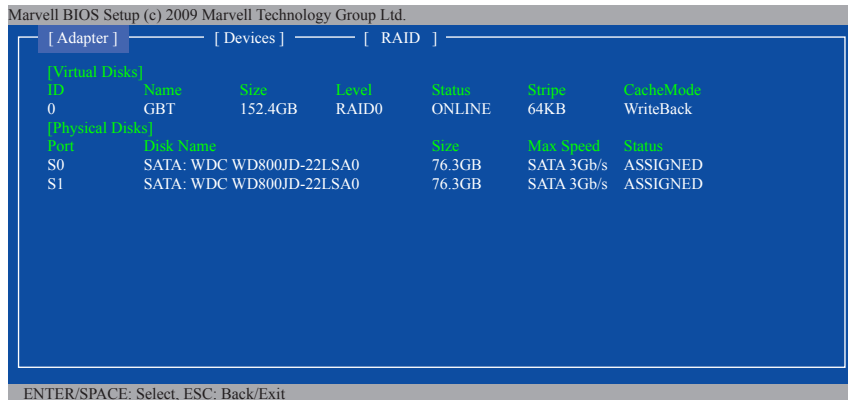 Marvell BIOS Setup (c) 2009 Marvell Technology Group Ltd.
[ Adapter ] [ Devices ] [ RAID ]
[Virtual Disks]
ID Name Size Level Status Stripe CacheMode
0 GBT 152.4GB RAID0 ONLINE 64KB WriteBack
[Physical Disks]
Port Disk Name Size Max Speed Status
S0 SATA: WDC WD800JD-22LSA0 76.3GB SATA 3Gb/s ASSIGNED
S1 SATA: WDC WD800JD-22LSA0 76.3GB SATA 3Gb/s ASSIGNED
ENTER/SPACE: Select, ESC: Back/Exit